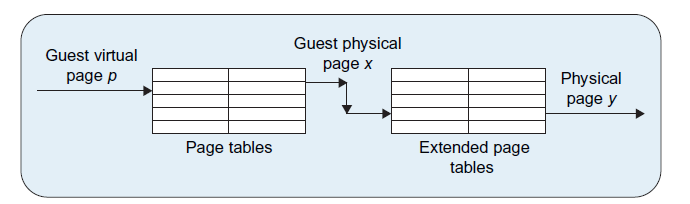 Guest virtual
page p
Guest physical
page x
Physical
page y
Page tables
Extended page
tables